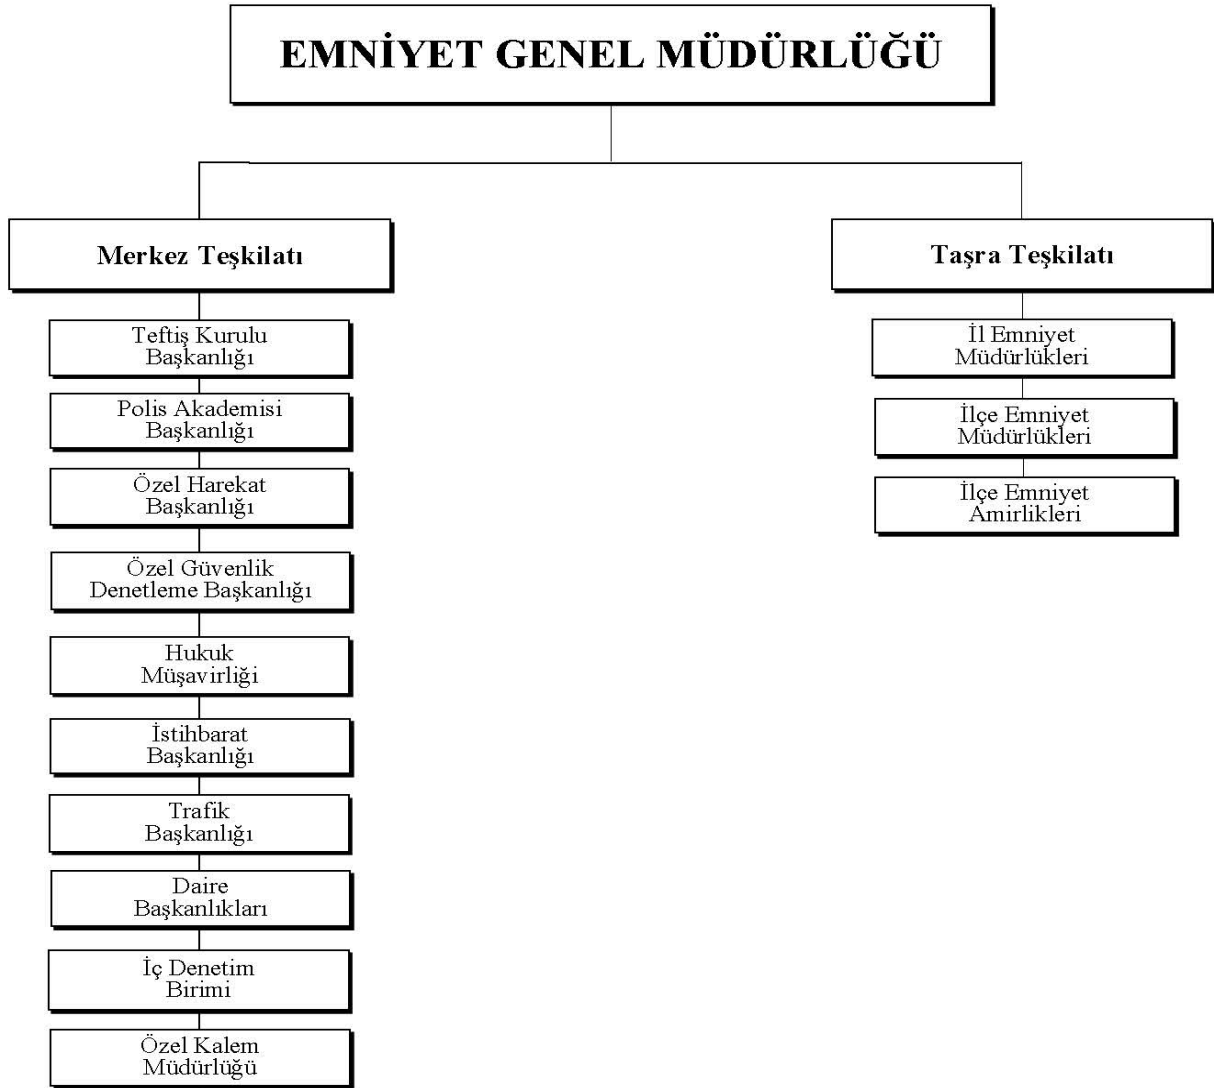 EMNİYET GENEL MÜDÜRLÜĞÜ
Merkez Teşkilatı
Teftiş Kurulu
Başkanlığı
Polis Akademisi
Başkanlığı
Özel Harekat
Başkanlığı
Özel Güvenlik
Denetleme Başkanlığı
Hukuk
Müşavirliği
İstihbarat
Başkanlığı
Trafik
Başkanlığı
Daire
Başkanlıkları
İç Denetim
Birimi
Özel Kalem
Müdürlüğü
Taşra Teşkilatı
İl Emniyet
Müdürlükleri
İlçe Emniyet
Müdürlükleri
İlçe Emniyet
Amirlikleri